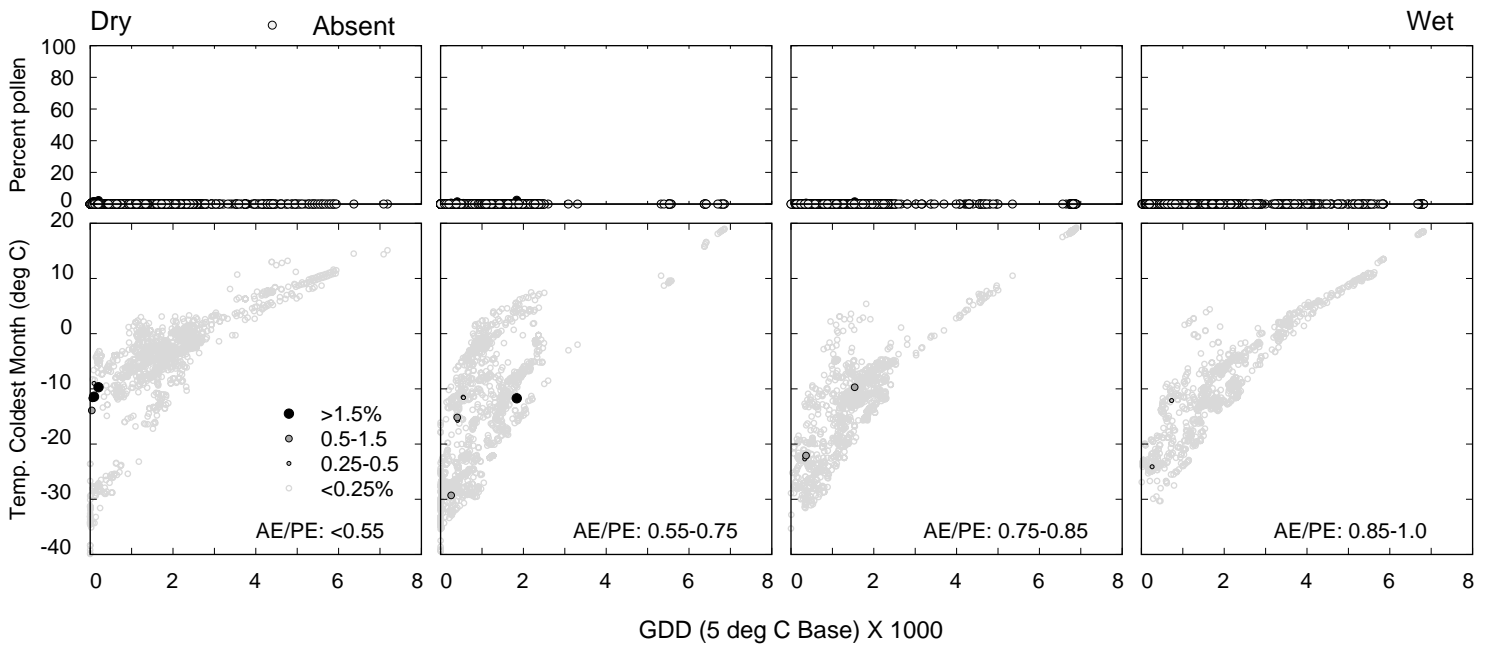 Dry
Absent
Wet
Percent pollen
100
80
60
40
20
0
Temp. Coldest Month (deg C)
20
10
0
-10
-20
-30
-40
>1.5%
0.5-1.5
0.25-0.5
<0.25%
AE/PE: <0.55
AE/PE: 0.55-0.75
AE/PE: 0.75-0.85
AE/PE: 0.85-1.0
0 2 4 6 8
0 2 4 6 8
0 2 4 6 8
0 2 4 6 8
GDD (5 deg C Base) X 1000